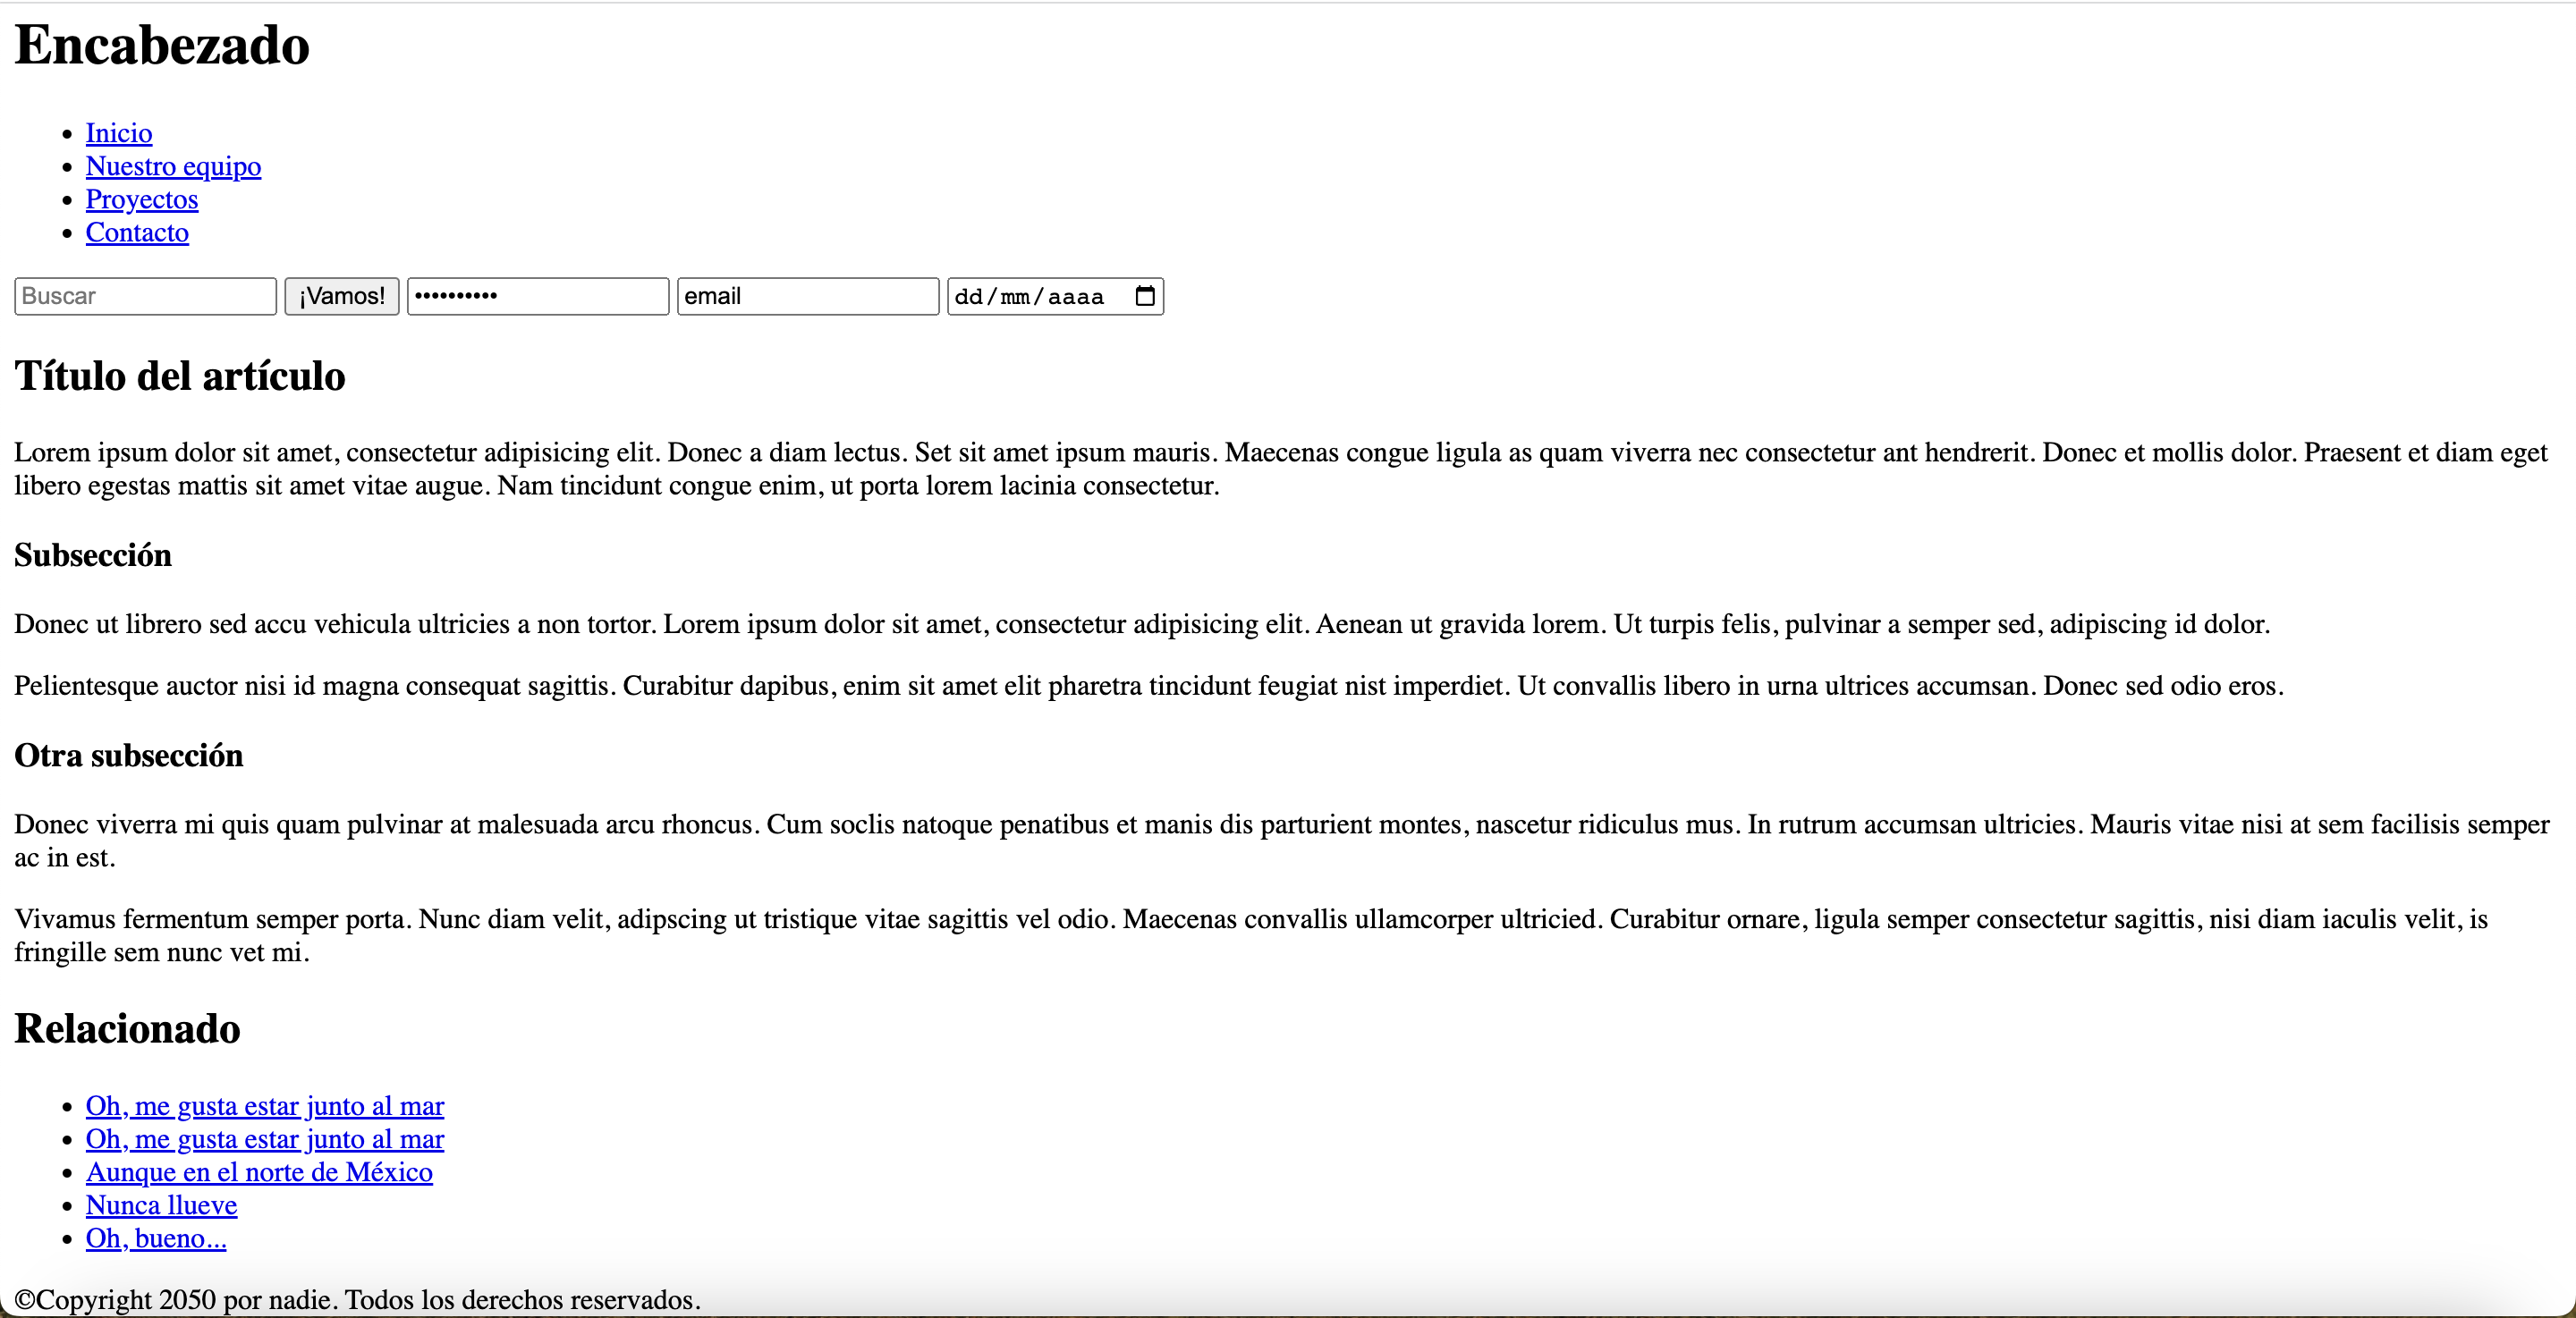 Encabezado
Inicio
Nuestro equipo
Proyectos
Contacto
Buscar ¡Vamos! •••••••••• email dd/mm/aaaa
Título del artículo
Lorem ipsum dolor sit amet, consectetur adipisicing elit. Donec a diam lectus. Set sit amet ipsum mauris. Maecenas congue ligula as quam viverra nec consectetur ant hendrerit. Donec et mollis dolor. Praesent et diam eget
libero egestas mattis sit amet vitae augue. Nam tincidunt congue enim, ut porta lorem lacinia consectetur.
Subsección
Donec ut librero sed accu vehicula ultricies a non tortor. Lorem ipsum dolor sit amet, consectetur adipisicing elit. Aenean ut gravida lorem. Ut turpis felis, pulvinar a semper sed, adipiscing id dolor.
Pelientesque auctor nisi id magna consequat sagittis. Curabitur dapibus, enim sit amet elit pharetra tincidunt feugiat nist imperdiet. Ut convallis libero in urna ultrices accumsan. Donec sed odio eros.
Otra subsección
Donec viverra mi quis quam pulvinar at malesuada arcu rhoncus. Cum soclis natoque penatibus et manis dis parturient montes, nascetur ridiculus mus. In rutrum accumsan ultricies. Mauris vitae nisi at sem facilisis semper
ac in est.
Vivamus fermentum semper porta. Nunc diam velit, adipscing ut tristique vitae sagittis vel odio. Maecenas convallis ullamcorper ultricied. Curabitur ornare, ligula semper consectetur sagittis, nisi diam iaculis velit, is
fringille sem nunc vet mi.
Relacionado
Oh, me gusta estar junto al mar
Oh, me gusta estar junto al mar
Aunque en el norte de México
Nunca llueve
Oh, bueno...
©Copyright 2050 por nadie. Todos los derechos reservados.